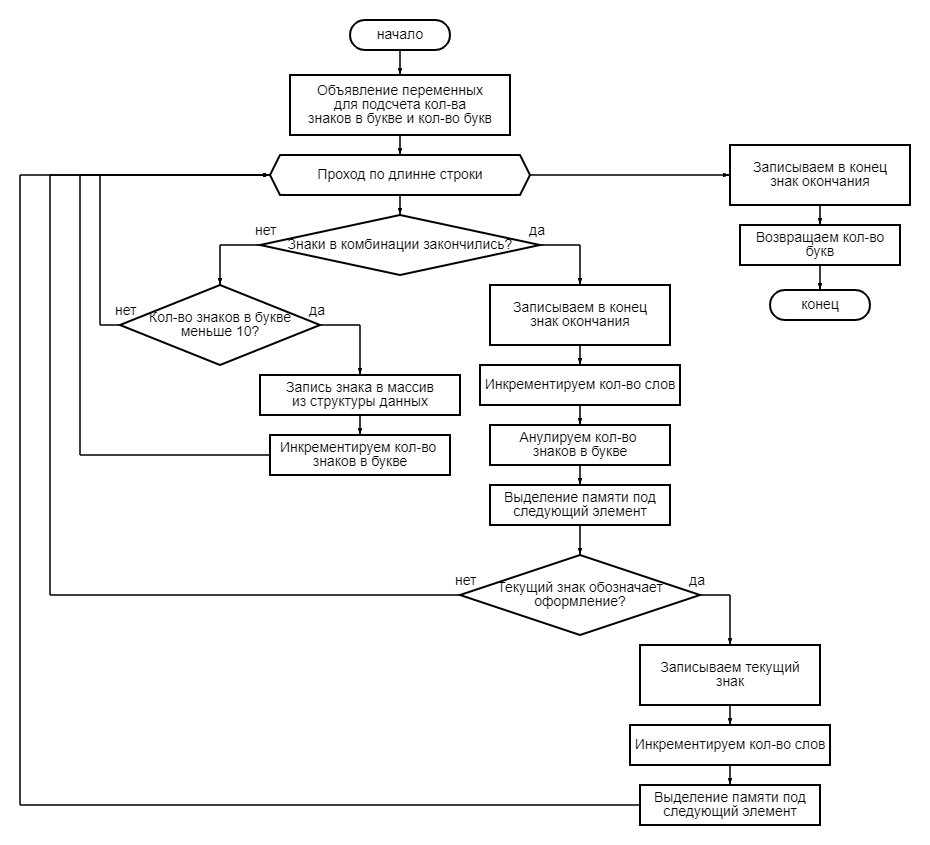 начало
Объявление переменных
для подсчета кол-ва
знаков в букве и кол-во букв
Проход по длинне строки
Записываем в конец
знак окончания
Возвращаем кол-во
букв
конец
нет
Знаки в комбинации закончились?
да
нет
Кол-во знаков в букве
меньше 10?
да
Записываем в конец
знак окончания
Запись знака в массив
из структуры данных
Инкрементируем кол-во слов
Инкрементируем кол-во
знаков в букве
Анулируем кол-во
знаков в букве
Выделение памяти под
следующий элемент
нет
Текущий знак обозначает
оформление?
да
Записываем текущий
знак
Инкрементируем кол-во слов
Выделение памяти под
следующий элемент